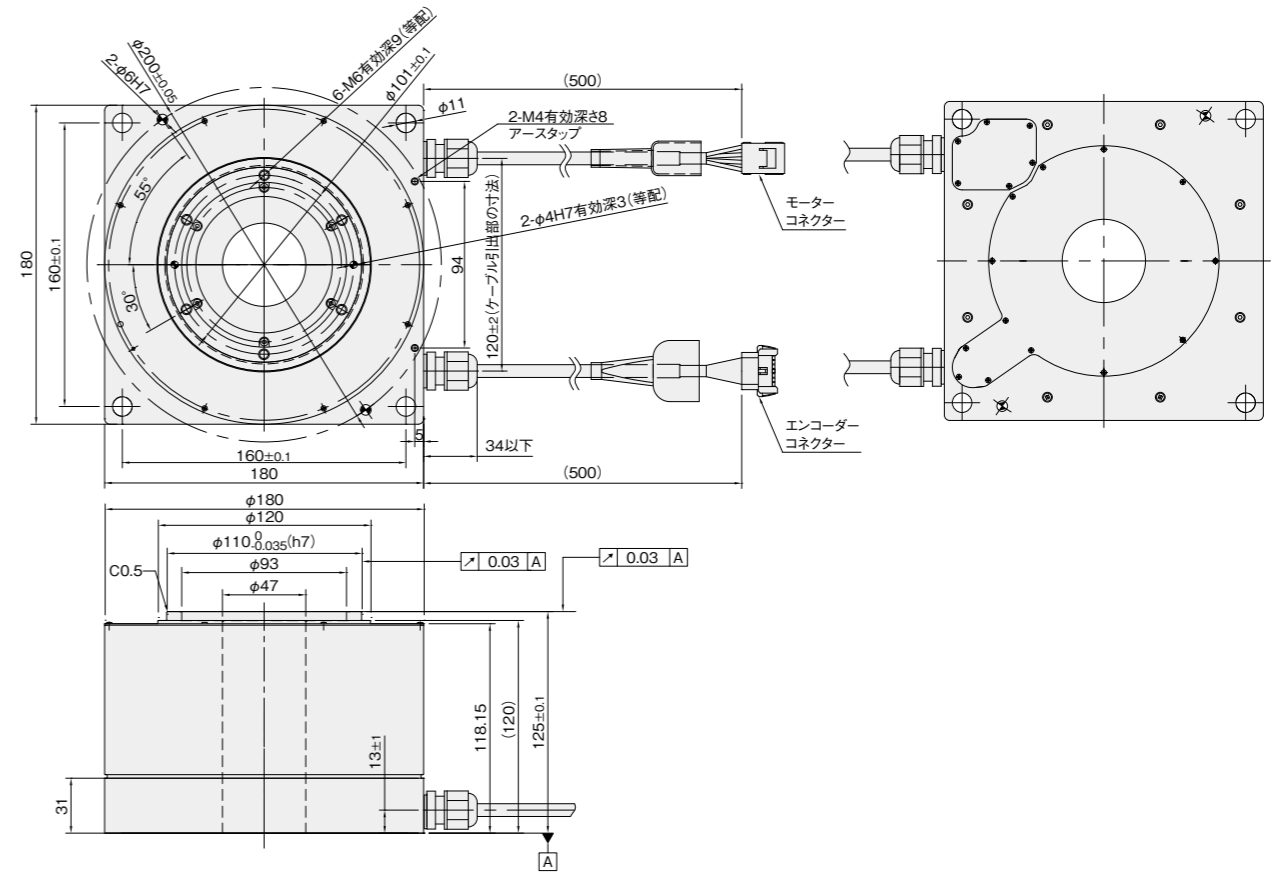 φ200±0.05
2-φ6H7
6-M6有効深9(等配)
φ101±0.1
φ11
(500)
2-M4有効深さ8
アースタップ
モーター
コネクター
2-φ4H7有効深3(等配)
55°
30°
180
160±0.1
94
120±2(ケーブル引出部の寸法)
エンコーダー
コネクター
5
34以下
160±0.1
180
(500)
φ180
φ120
φ110 0 -0.035(h7)
φ93
φ47
C0.5
↗ 0.03 A
↗ 0.03 A
31
13±1
118.15
(120)
125±0.1
A